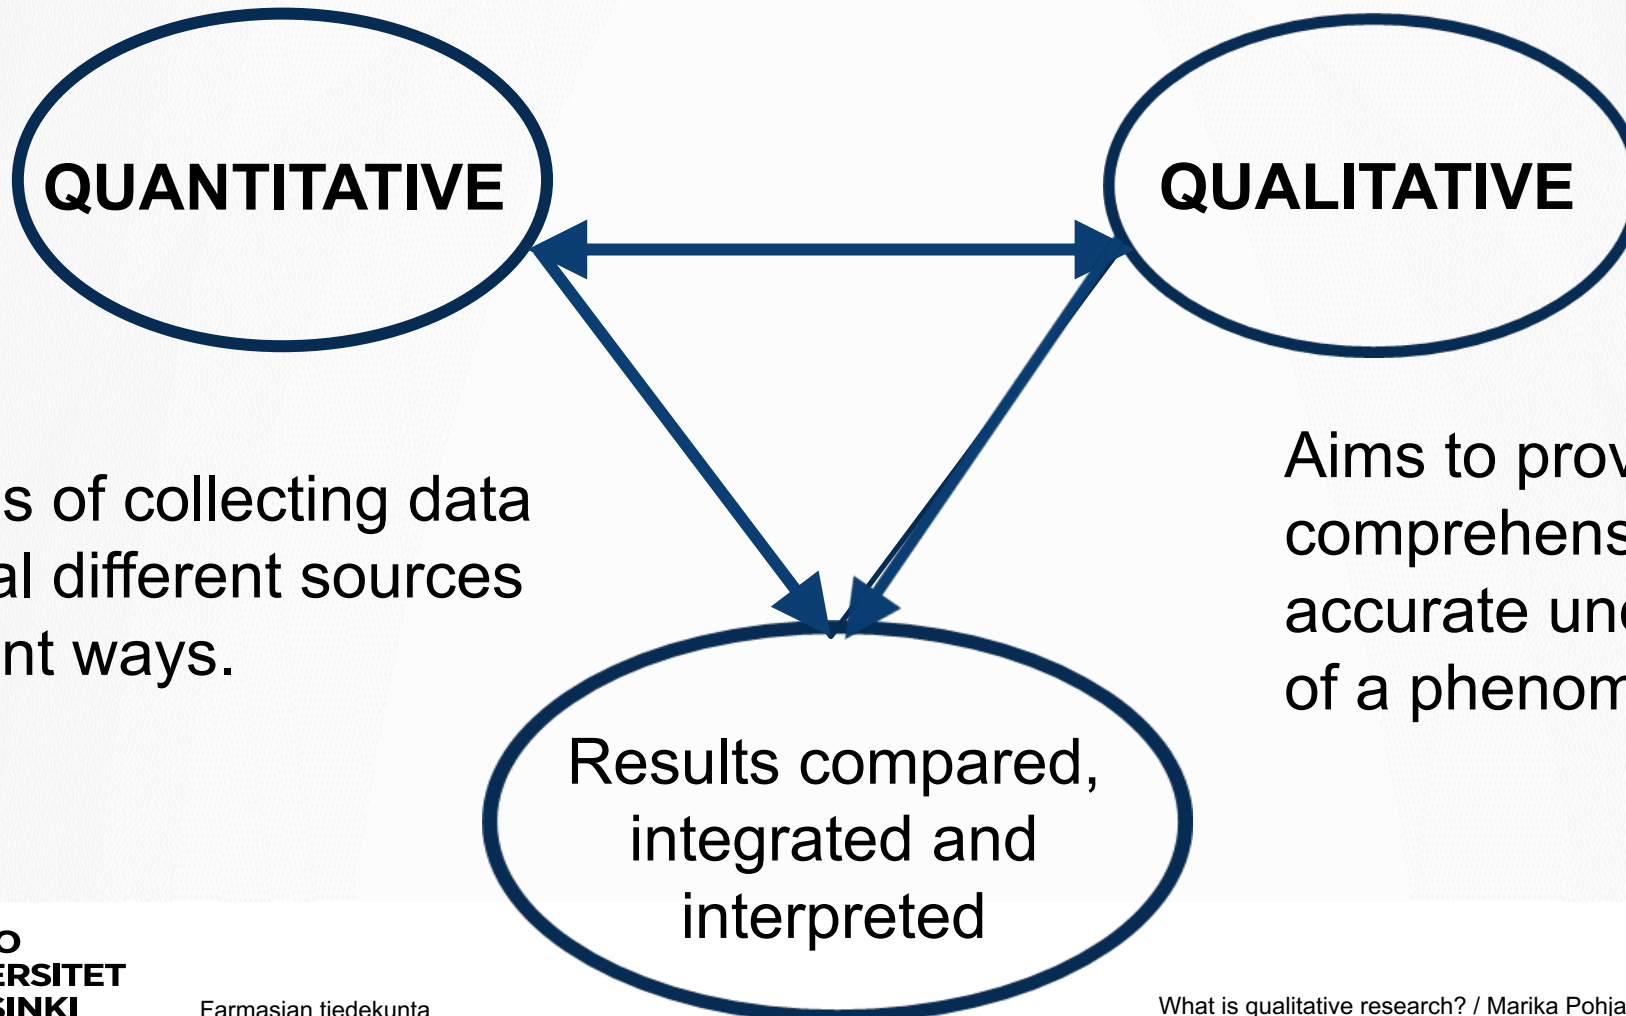 QUANTITATIVE
QUALITATIVE
s of collecting data
al different sources
nt ways.
Aims to prov
comprehens
accurate un
of a phenom
Results compared,
integrated and
interpreted
O
ERSITET
SINKI
Farmasian tiedekunta
What is qualitative research? / Marika Pohja